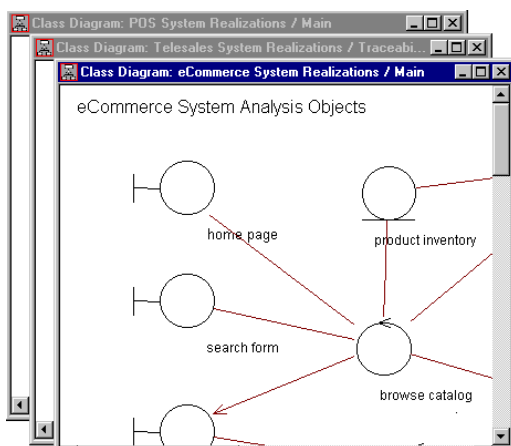 Class Diagram: POS System Realizations / Main
Class Diagram: Telesales System Realizations / Traceabi...
Class Diagram: eCommerce System Realizations / Main
eCommerce System Analysis Objects
home page
product inventory
search form
browse catalog